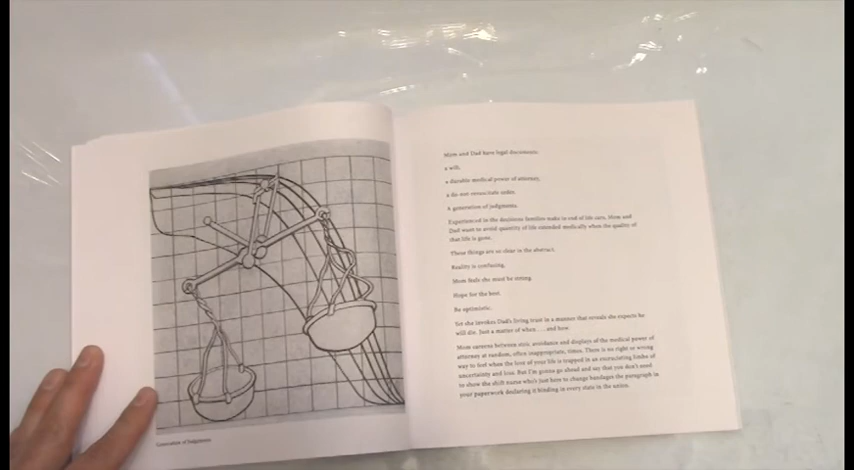 Generation of Judgments
Mom and Dad have legal documents:
a will.
a durable medical power of attorney.
a do not resuscitate order.
A generation of judgments.
Experienced in the decisions families make in end of life care, Mom and
Dad want to avoid quantity of life extended medically when the quality of
that life is gone.
These things are so clear in the abstract.
Reality is confusing.
Mom feels she must be strong.
Hope for the best.
Be optimistic.
Yet she invokes Dad's living trust in a manner that reveals she expects he
will die. Just a matter of when . . . and how.
Mom careens between stoic avoidance and displays of the medical power of
attorney at random, often inappropriate, times. There is no right or wrong
way to feel when the love of your life is trapped in an excruciating limbo of
uncertainty and loss. But I'm gonna go ahead and say that you don't need
to show the shift nurse who's just here to change bandages the paragraph in
your paperwork declaring it binding in every state in the union.